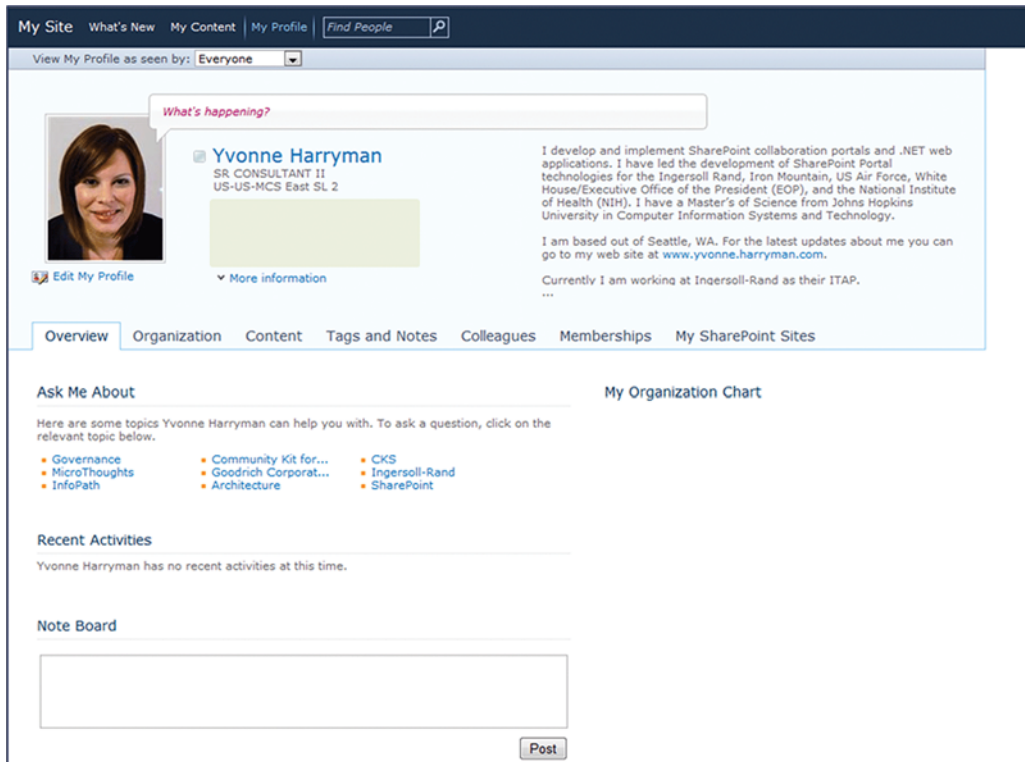 My Site What's New My Content My Profile Find People
View My Profile as seen by: Everyone
What's happening?
Yvonne Harryman
SR CONSULTANT II
US-US-MCS East SL 2
More information
Edit My Profile
I develop and implement SharePoint collaboration portals and .NET web
applications. I have led the development of SharePoint Portal
technologies for the Ingersoll Rand, Iron Mountain, US Air Force, White
House/Executive Office of the President (EOP), and the National Institute
of Health (NIH). I have a Master's of Science from Johns Hopkins
University in Computer Information Systems and Technology.
I am based out of Seattle, WA. For the latest updates about me you can
go to my web site at www.yvonne.harryman.com.
Currently I am working at Ingersoll-Rand as their ITAP.
...
Overview Organization Content Tags and Notes Colleagues Memberships My SharePoint Sites
Ask Me About
Here are some topics Yvonne Harryman can help you with. To ask a question, click on the
relevant topic below.
Governance Community Kit for... CKS
MicroThoughts Goodrich Corporat... Ingersoll-Rand
InfoPath Architecture SharePoint
Recent Activities
Yvonne Harryman has no recent activities at this time.
Note Board
Post
My Organization Chart